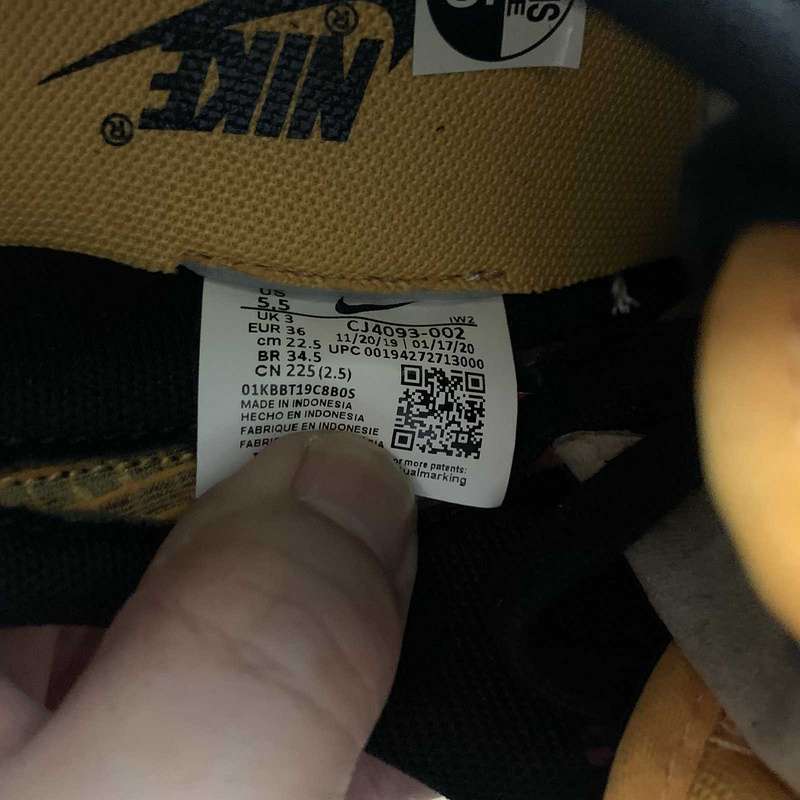 NIKE
®
®
US
5.5
UK 3
EUR 36
cm 22.5
BR 34.5
CN 225 (2.5)
IW2
CJ4093-002
11/20/19 | 01/17/20
UPC 00194272713000
01KBBT19C8B0S
MADE IN INDONESIA
HECHO EN INDONESIA
FABRIQUE EN INDONESIE
FABRIC
For more patents: